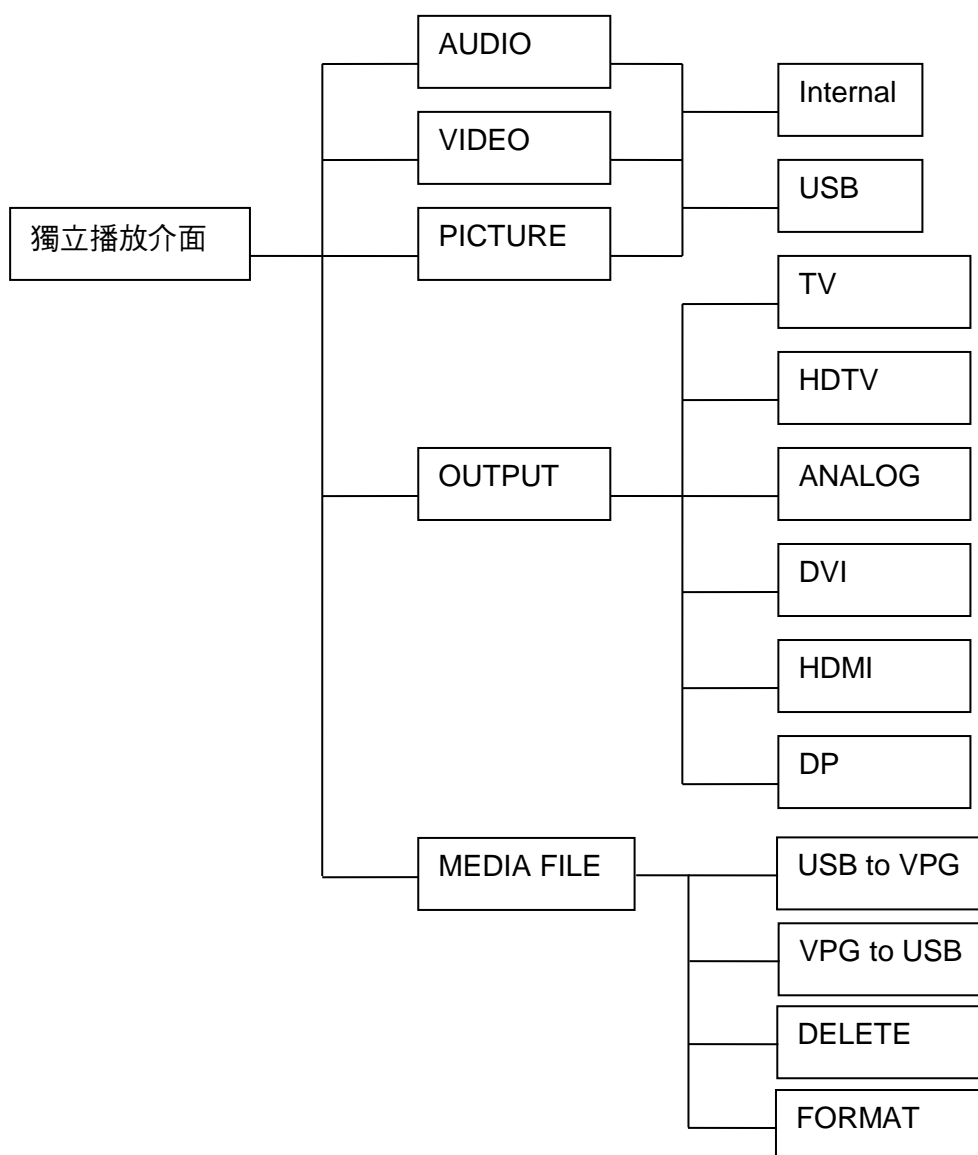 獨立播放介面
AUDIO
VIDEO
PICTURE
Internal
USB
OUTPUT
TV
HDTV
ANALOG
DVI
HDMI
DP
MEDIA FILE
USB to VPG
VPG to USB
DELETE
FORMAT